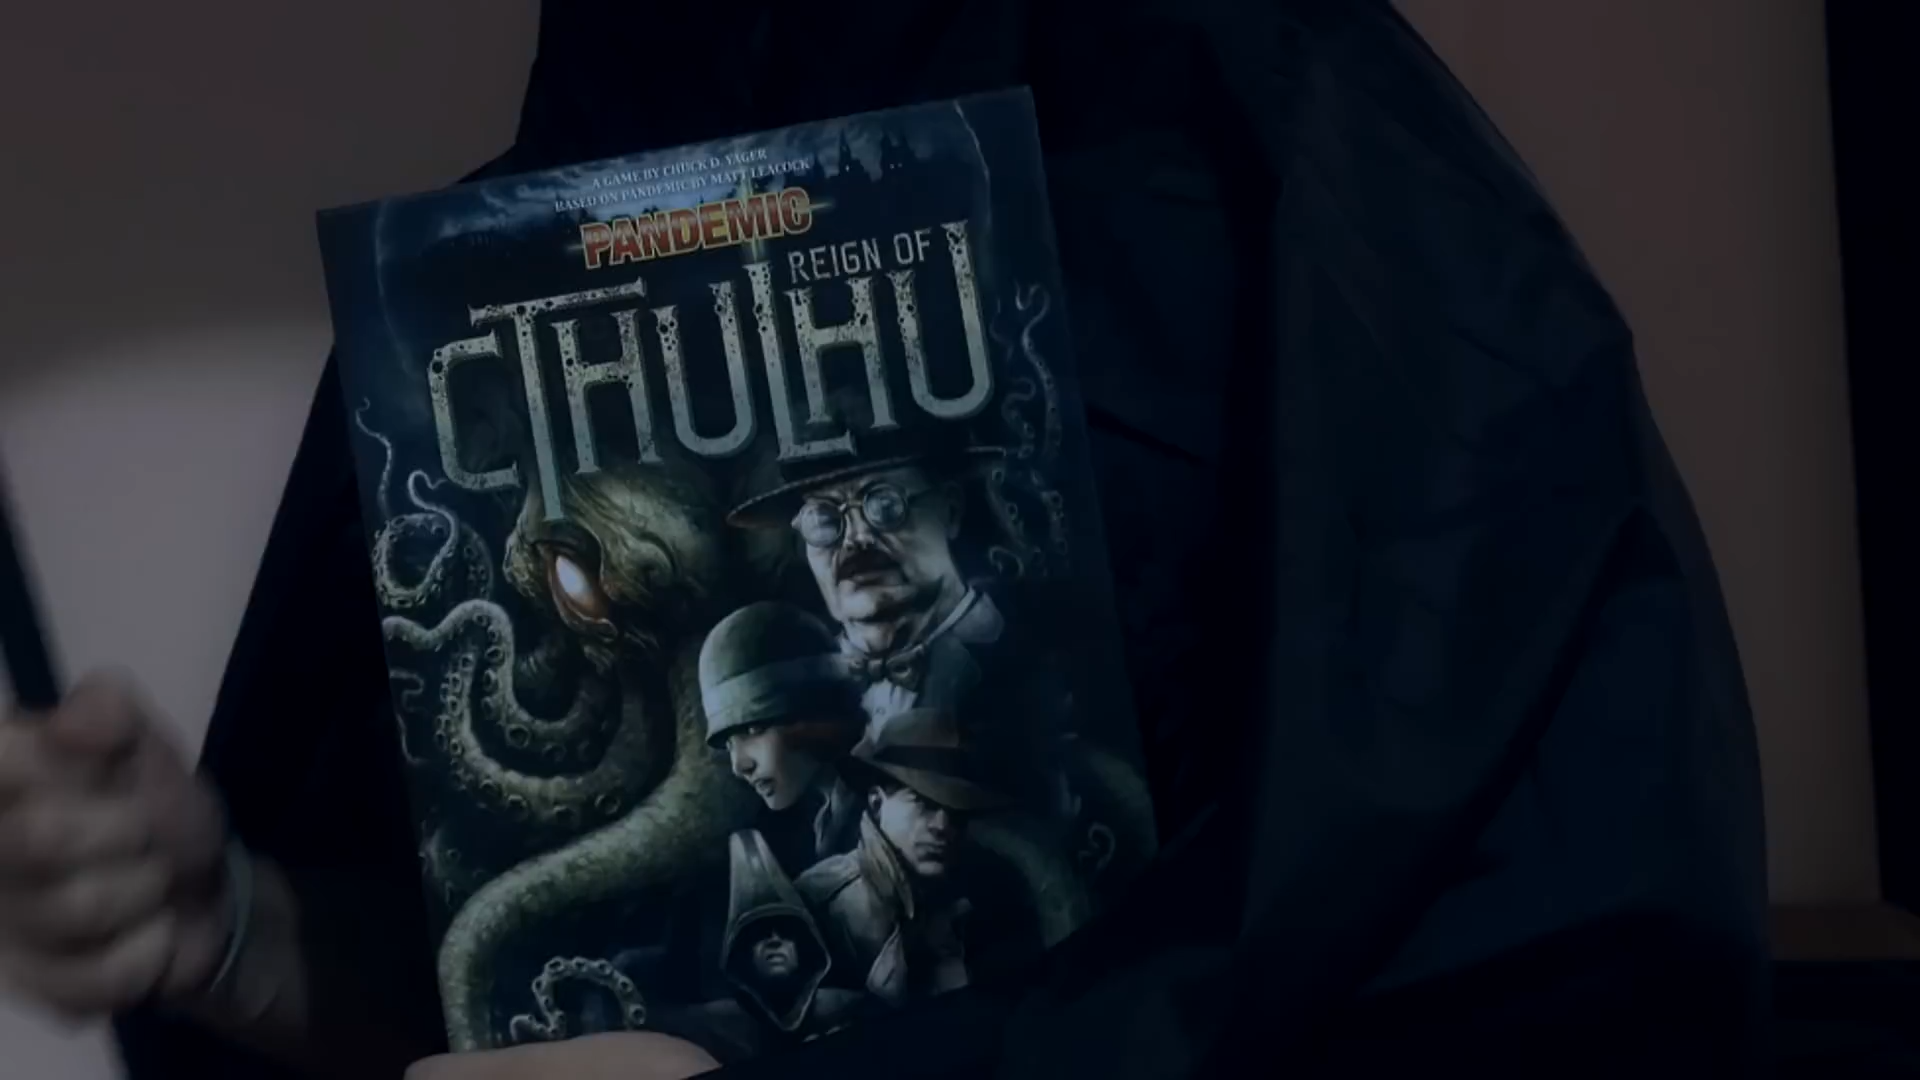 A GAME BY CHUCK D. YAGER
BASED ON PANDEMIC BY MATT LEACOCK
PANDEMIC
REIGN OF
CTHULHU